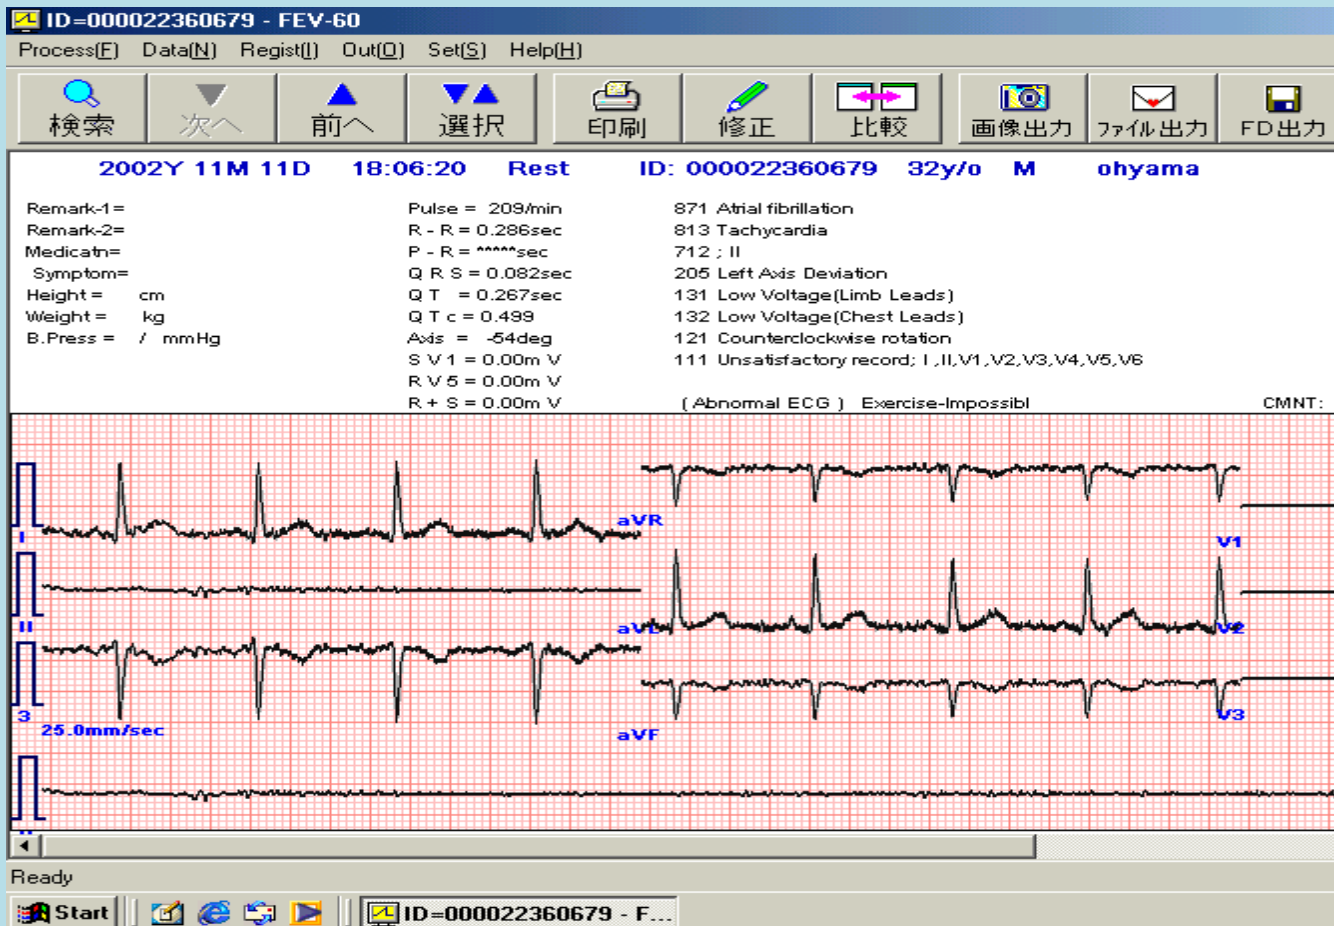 ID=000022360679 - FEV-60
Process(F) Data(N) Regist(I) Out(O) Set(S) Help(H)
検索 次へ 前へ 選択 印刷 修正 比較 画像出力 ファイル出力 FD出力
2002Y 11M 11D 18:06:20 Rest ID: 000022360679 32y/o M ohyama
Remark-1= Pulse = 209/min 871 Atrial fibrillation
Remark-2= R - R = 0.286sec 813 Tachycardia
Medicatn= P - R = *****sec 712 ; II
Symptom= Q R S = 0.082sec 205 Left Axis Deviation
Height = cm Q T = 0.267sec 131 Low Voltage(Limb Leads)
Weight = kg Q T c = 0.499 132 Low Voltage(Chest Leads)
B.Press = / mmHg Axis = -54deg 121 Counterclockwise rotation
S V 1 = 0.00m V 111 Unsatisfactory record; I ,II,V1,V2,V3,V4,V5,V6
R V 5 = 0.00m V
R + S = 0.00m V ( Abnormal ECG ) Exercise-Impossibl CMNT:
I aVR V1
II aVL V2
3 aVF V3
25.0mm/sec
Ready
Start ID=000022360679 - F...